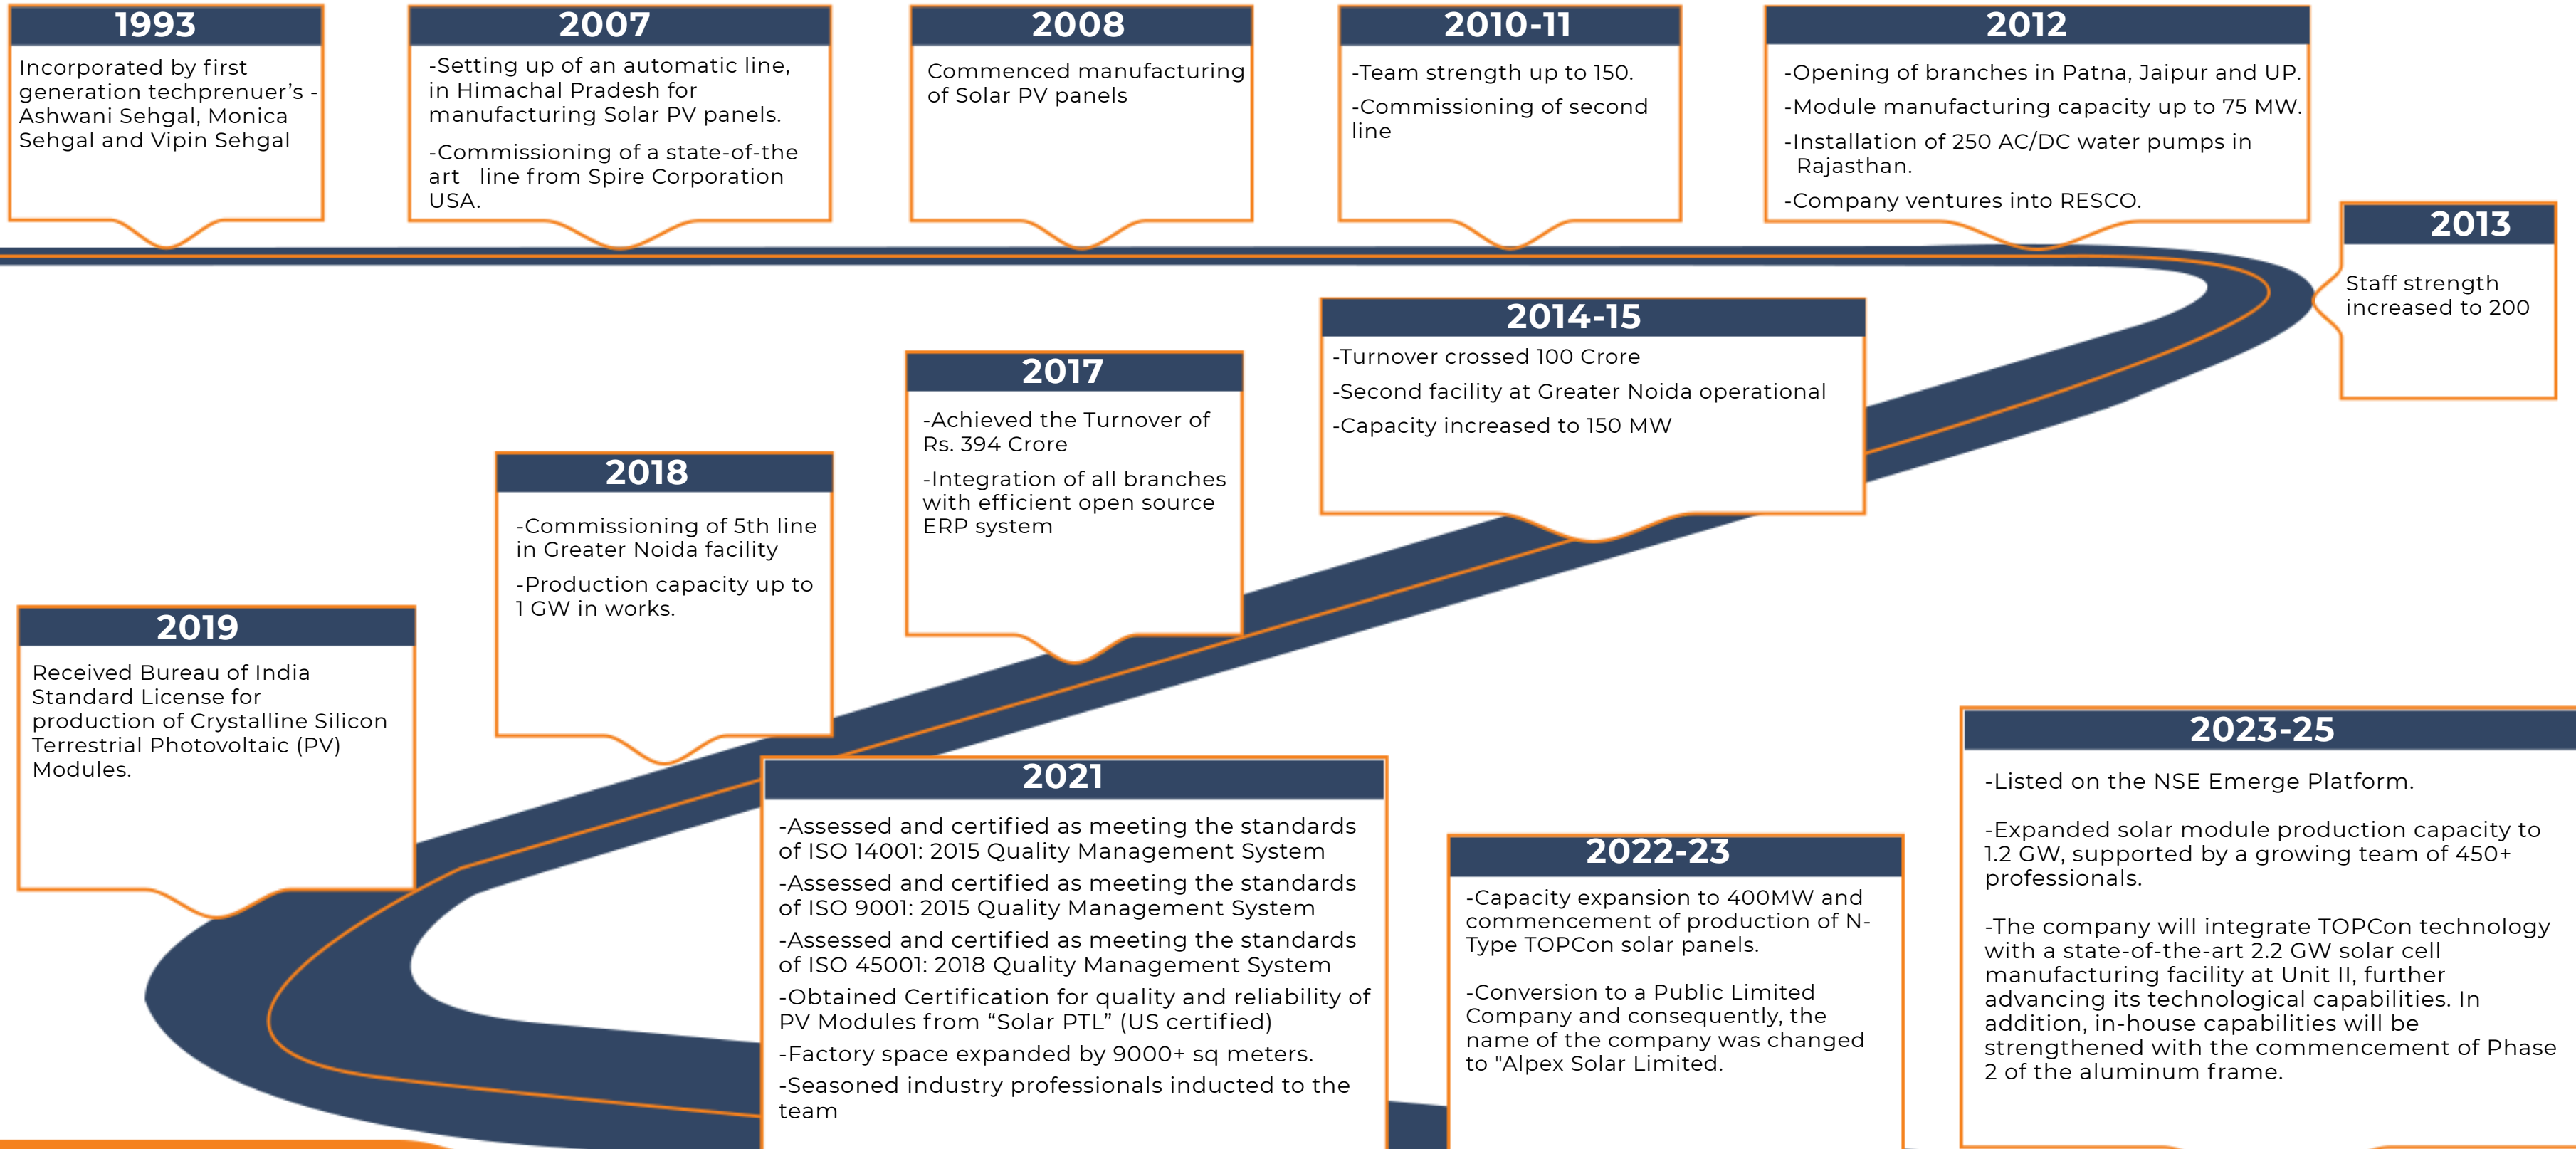 1993
Incorporated by first
generation techprenuer’s -
Ashwani Sehgal, Monica
Sehgal and Vipin Sehgal
2007
-Setting up of an automatic line,
in Himachal Pradesh for
manufacturing Solar PV panels.
-Commissioning of a state-of-the
art line from Spire Corporation
USA.
2008
Commenced manufacturing
of Solar PV panels
2010-11
-Team strength up to 150.
-Commissioning of second
line
2012
-Opening of branches in Patna, Jaipur and UP.
-Module manufacturing capacity up to 75 MW.
-Installation of 250 AC/DC water pumps in
Rajasthan.
-Company ventures into RESCO.
2013
Staff strength
increased to 200
2014-15
-Turnover crossed 100 Crore
-Second facility at Greater Noida operational
-Capacity increased to 150 MW
2017
-Achieved the Turnover of
Rs. 394 Crore
-Integration of all branches
with efficient open source
ERP system
2018
-Commissioning of 5th line
in Greater Noida facility
-Production capacity up to
1 GW in works.
2019
Received Bureau of India
Standard License for
production of Crystalline Silicon
Terrestrial Photovoltaic (PV)
Modules.
2021
-Assessed and certified as meeting the standards
of ISO 14001: 2015 Quality Management System
-Assessed and certified as meeting the standards
of ISO 9001: 2015 Quality Management System
-Assessed and certified as meeting the standards
of ISO 45001: 2018 Quality Management System
-Obtained Certification for quality and reliability of
PV Modules from “Solar PTL” (US certified)
-Factory space expanded by 9000+ sq meters.
-Seasoned industry professionals inducted to the
team
2022-23
-Capacity expansion to 400MW and
commencement of production of N-
Type TOPCon solar panels.
-Conversion to a Public Limited
Company and consequently, the
name of the company was changed
to "Alpex Solar Limited.
2023-25
-Listed on the NSE Emerge Platform.
-Expanded solar module production capacity to
1.2 GW, supported by a growing team of 450+
professionals.
-The company will integrate TOPCon technology
with a state-of-the-art 2.2 GW solar cell
manufacturing facility at Unit II, further
advancing its technological capabilities. In
addition, in-house capabilities will be
strengthened with the commencement of Phase
2 of the aluminum frame.